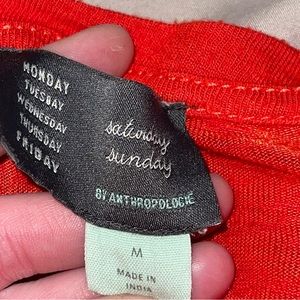 MONDAY
TUESDAY
WEDNESDAY
THURSDAY
FRIDAY
saturday
sunday
BY ANTHROPOLOGIE
M
MADE IN
INDIA